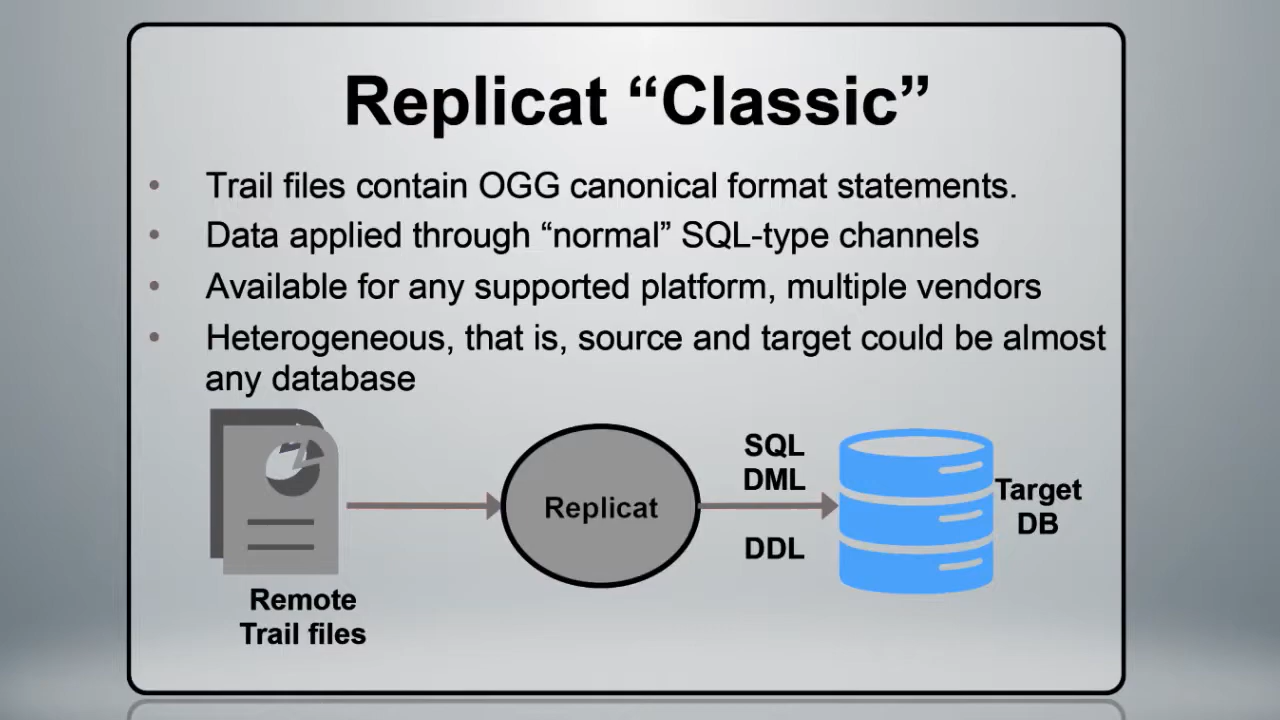 Replicat “Classic”
• Trail files contain OGG canonical format statements.
• Data applied through “normal” SQL-type channels
• Available for any supported platform, multiple vendors
• Heterogeneous, that is, source and target could be almost
any database
Remote
Trail files
Replicat
SQL
DML
DDL
Target
DB